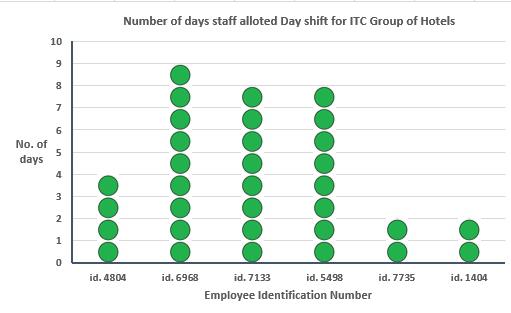 Number of days staff alloted Day shift for ITC Group of Hotels
10
9
8
7
6
5
4
3
2
1
0
No. of
days
id. 4804 id. 6968 id. 7133 id. 5498 id. 7735 id. 1404
Employee Identification Number